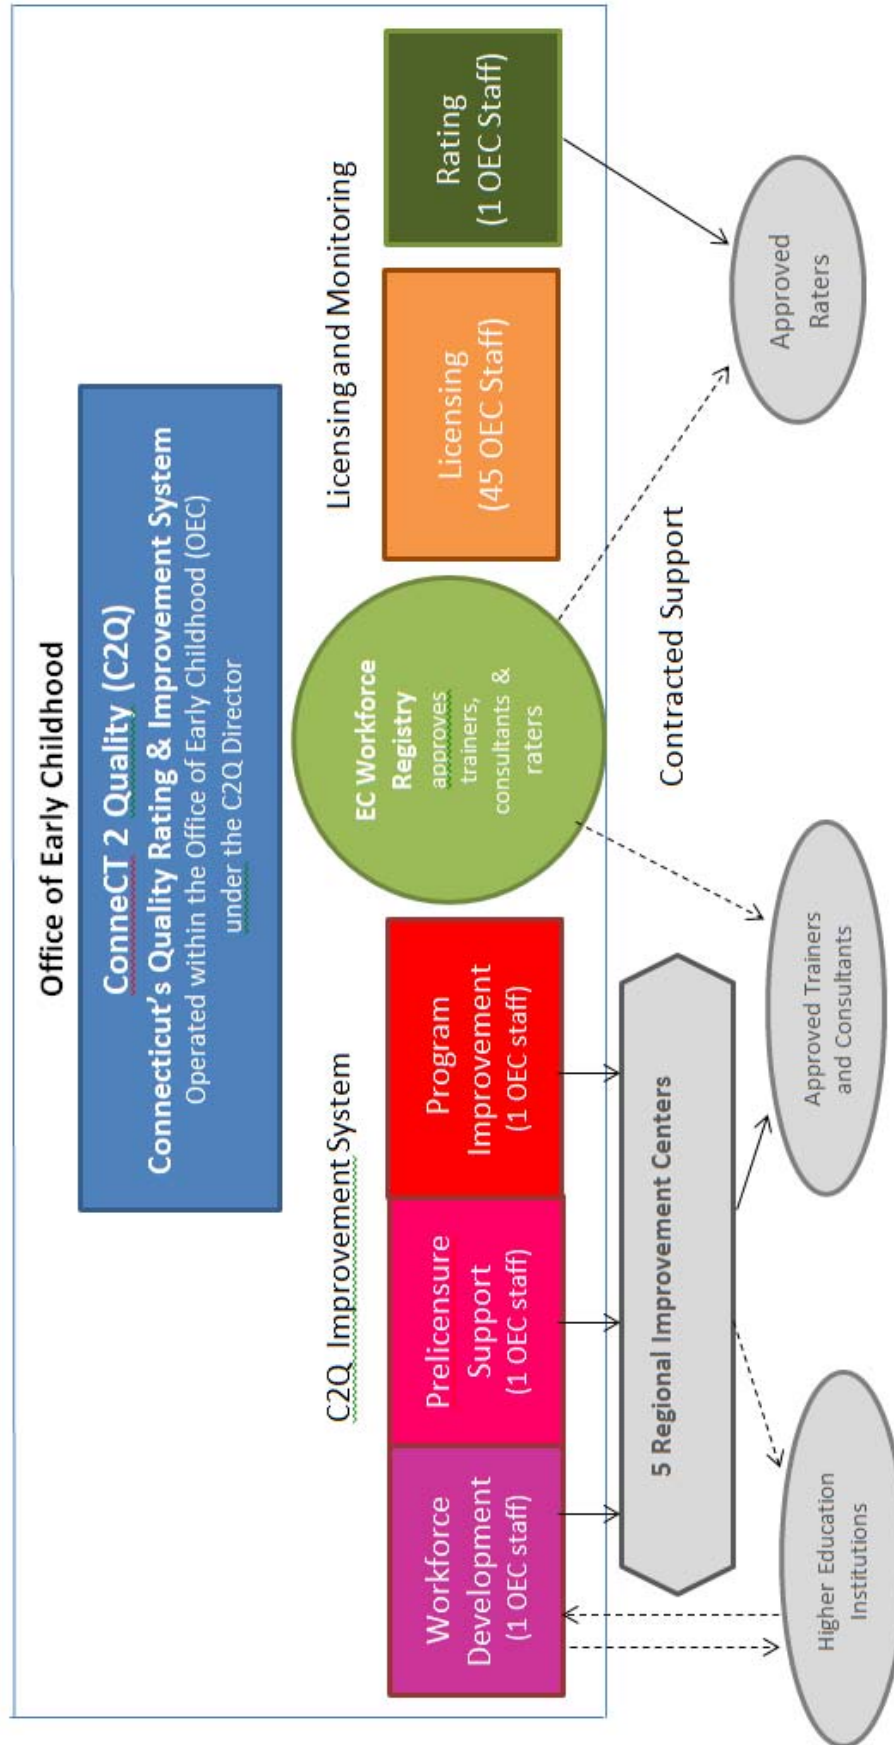 Office of Early Childhood
ConneCT 2 Quality (C2Q)
Connecticut's Quality Rating & Improvement System
Operated within the Office of Early Childhood (OEC)
under the C2Q Director
C2Q Improvement System
Licensing and Monitoring
Workforce
Development
(1 OEC staff)
Prelicensure
Support
(1 OEC staff)
Program
Improvement
(1 OEC staff)
EC Workforce
Registry
approves
trainers,
consultants &
raters
Licensing
(45 OEC Staff)
Rating
(1 OEC Staff)
5 Regional Improvement Centers
Contracted Support
Higher Education
Institutions
Approved Trainers
and Consultants
Approved
Raters